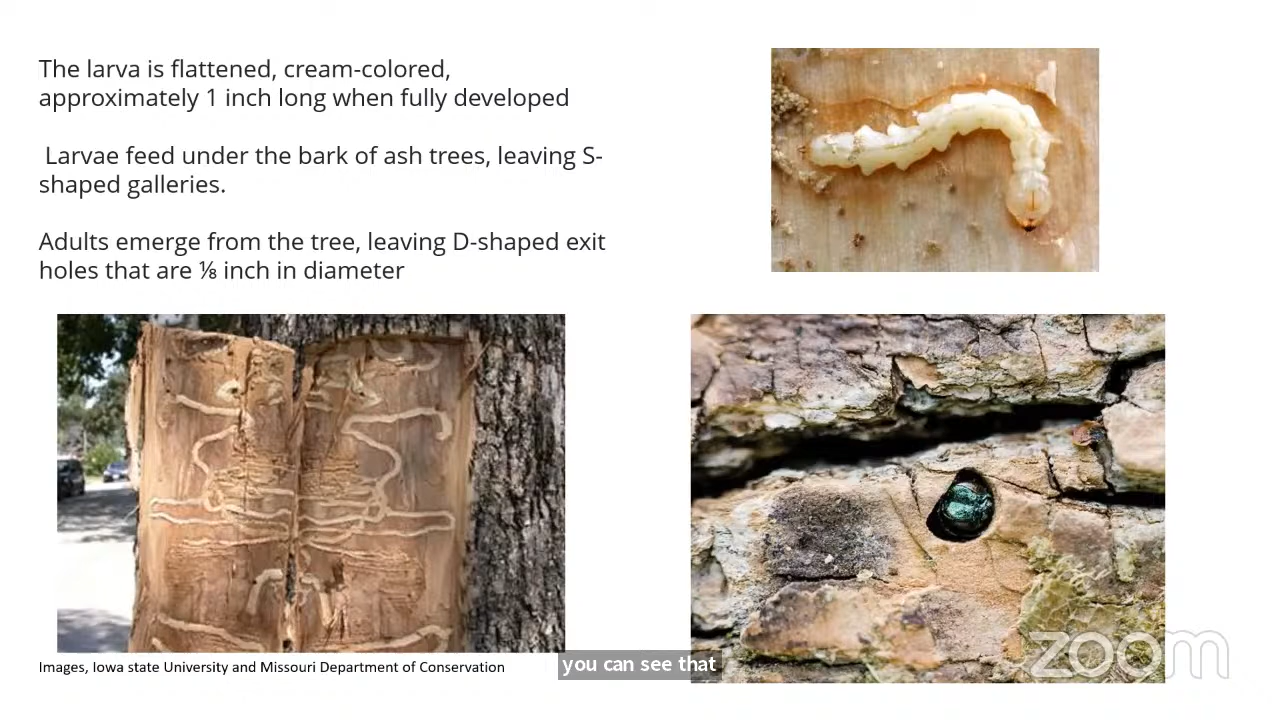 The larva is flattened, cream-colored,
approximately 1 inch long when fully developed
Larvae feed under the bark of ash trees, leaving S-
shaped galleries.
Adults emerge from the tree, leaving D-shaped exit
holes that are ⅛ inch in diameter
Images, Iowa state University and Missouri Department of Conservation
you can see that
zoom